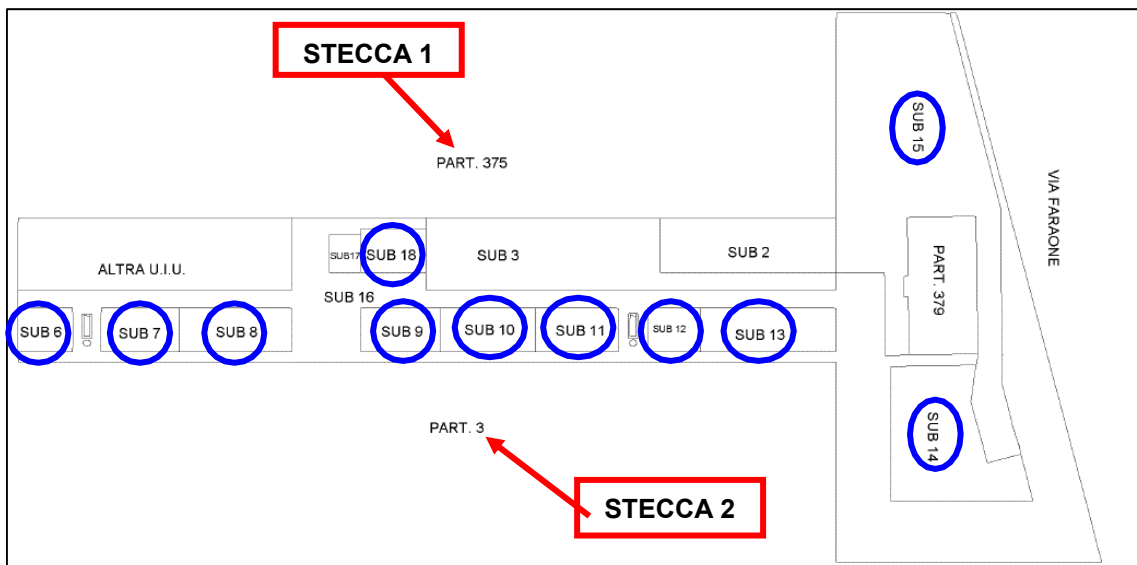 STECCA 1
SUB 15
PART. 375
VIA FARAONE
ALTRA U.I.U.
SUB17
SUB 18
SUB 3
SUB 2
PART. 379
SUB 16
SUB 6
SUB 7
SUB 8
SUB 9
SUB 10
SUB 11
SUB 12
SUB 13
PART. 3
SUB 14
STECCA 2